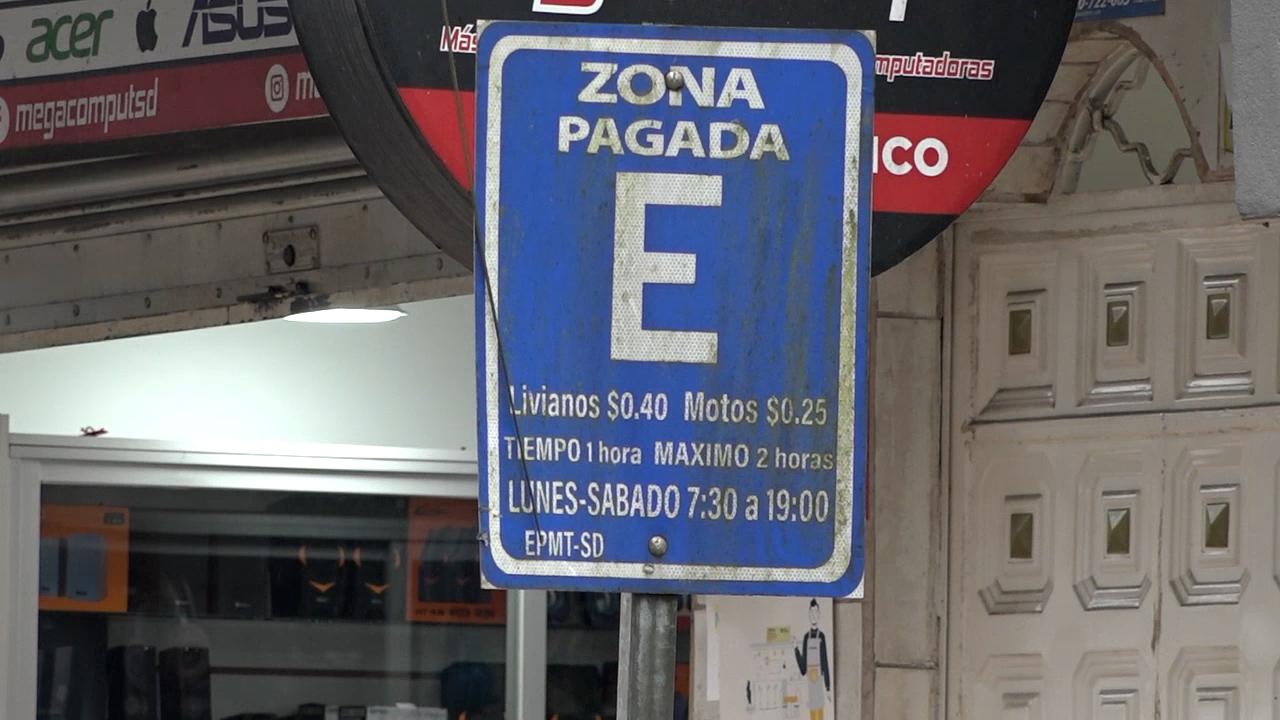 acer ASUS
megacomputsd
Más
mputadoras
ICO
ZONA
PAGADA
E
Livianos $0.40 Motos $0.25
TIEMPO 1 hora MAXIMO 2 horas
LUNES-SABADO 7:30 a 19:00
EPMT-SD